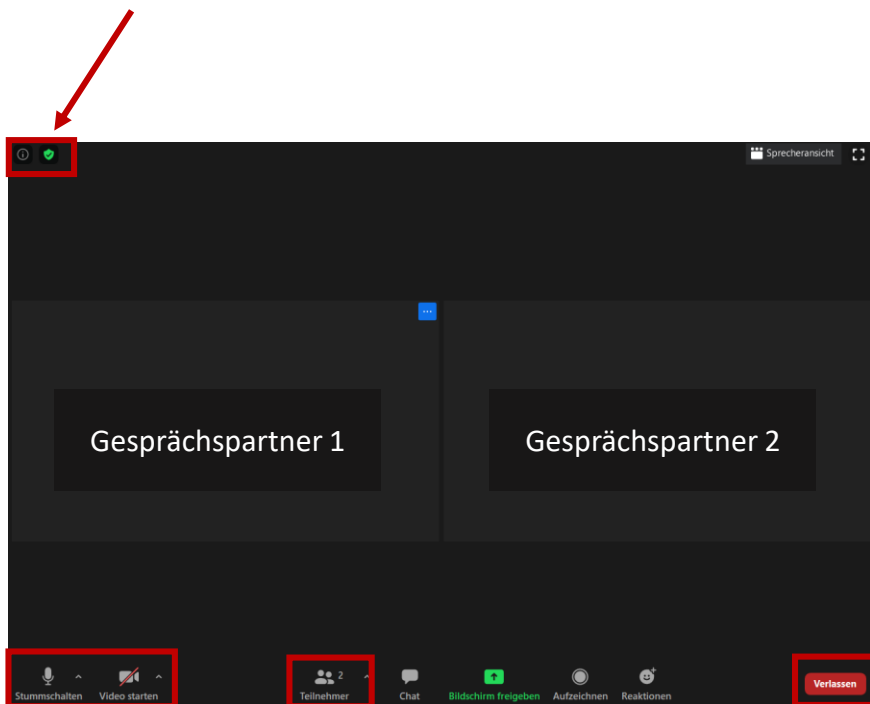 Sprecheransicht
Gesprächspartner 1
Gesprächspartner 2
2
Stummschalten Video starten Teilnehmer Chat Bildschirm freigeben Aufzeichnen Reaktionen Verlassen